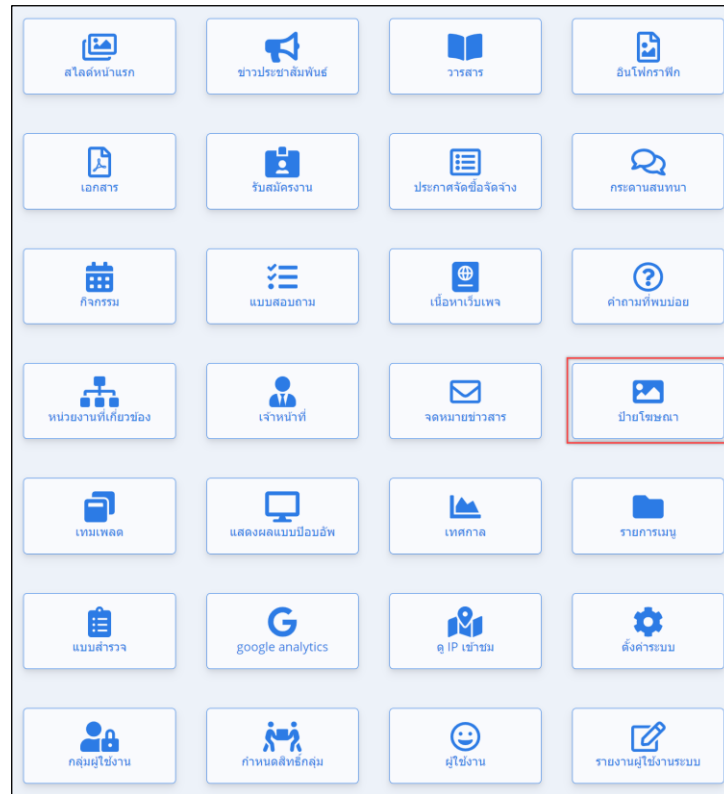 สไลด์หน้าแรก
ข่าวประชาสัมพันธ์
วารสาร
อินโฟกราฟิก
เอกสาร
รับสมัครงาน
ประกาศจัดซื้อจัดจ้าง
กระดานสนทนา
กิจกรรม
แบบสอบถาม
เนื้อหาเว็บเพจ
คำถามที่พบบ่อย
หน่วยงานที่เกี่ยวข้อง
เจ้าหน้าที่
จดหมายข่าวสาร
ป้ายโฆษณา
เทมเพลต
แสดงผลแบบป๊อบอัพ
เทศกาล
รายการเมนู
แบบสำรวจ
google analytics
ดู IP เข้าชม
ตั้งค่าระบบ
กลุ่มผู้ใช้งาน
กำหนดสิทธิ์กลุ่ม
ผู้ใช้งาน
รายงานผู้ใช้งานระบบ